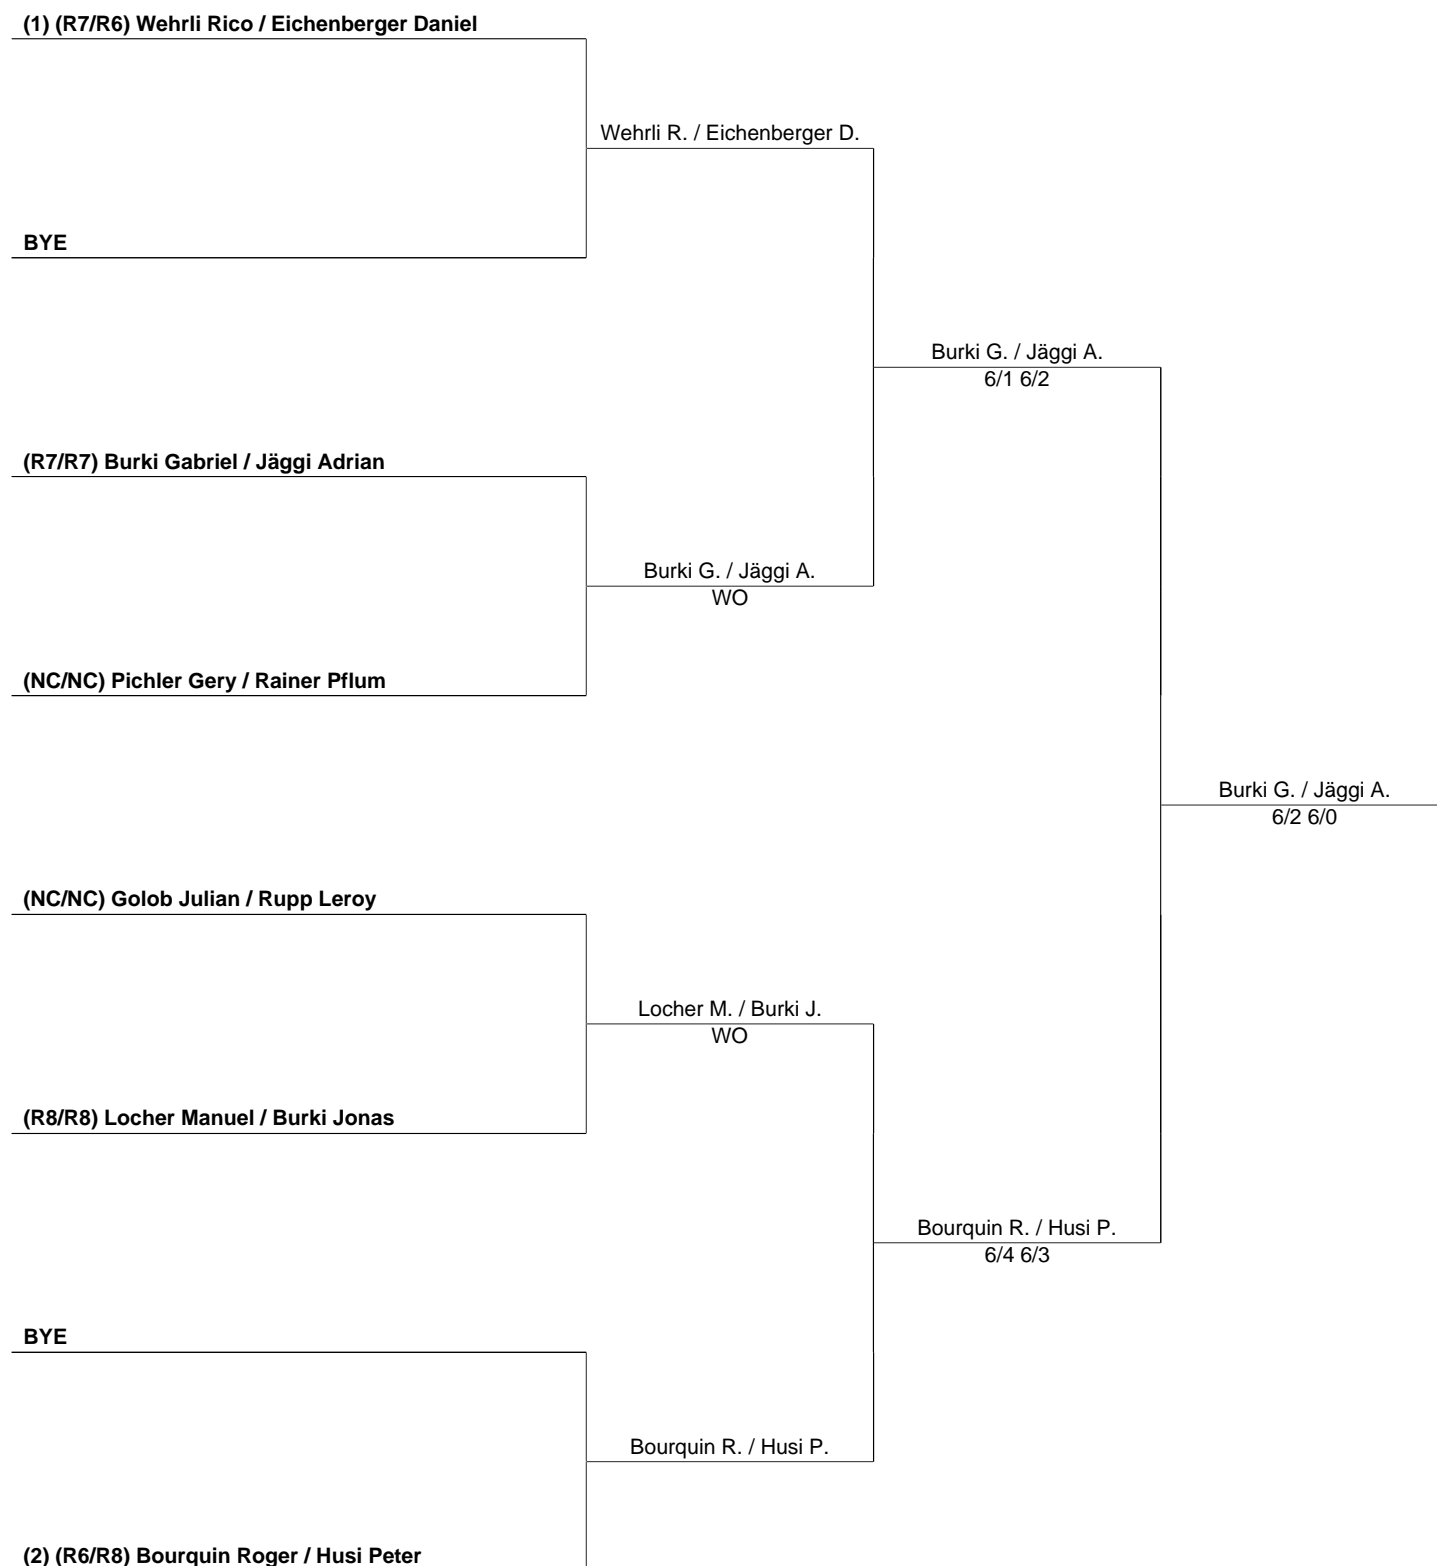 (1) (R7/R6) Wehrli Rico / Eichenberger Daniel
Wehrli R. / Eichenberger D.
BYE
Burki G. / Jäggi A.
6/1 6/2
(R7/R7) Burki Gabriel / Jäggi Adrian
Burki G. / Jäggi A.
WO
(NC/NC) Pichler Gery / Rainer Pflum
Burki G. / Jäggi A.
6/2 6/0
(NC/NC) Golob Julian / Rupp Leroy
Locher M. / Burki J.
WO
(R8/R8) Locher Manuel / Burki Jonas
Bourquin R. / Husi P.
6/4 6/3
BYE
Bourquin R. / Husi P.
(2) (R6/R8) Bourquin Roger / Husi Peter